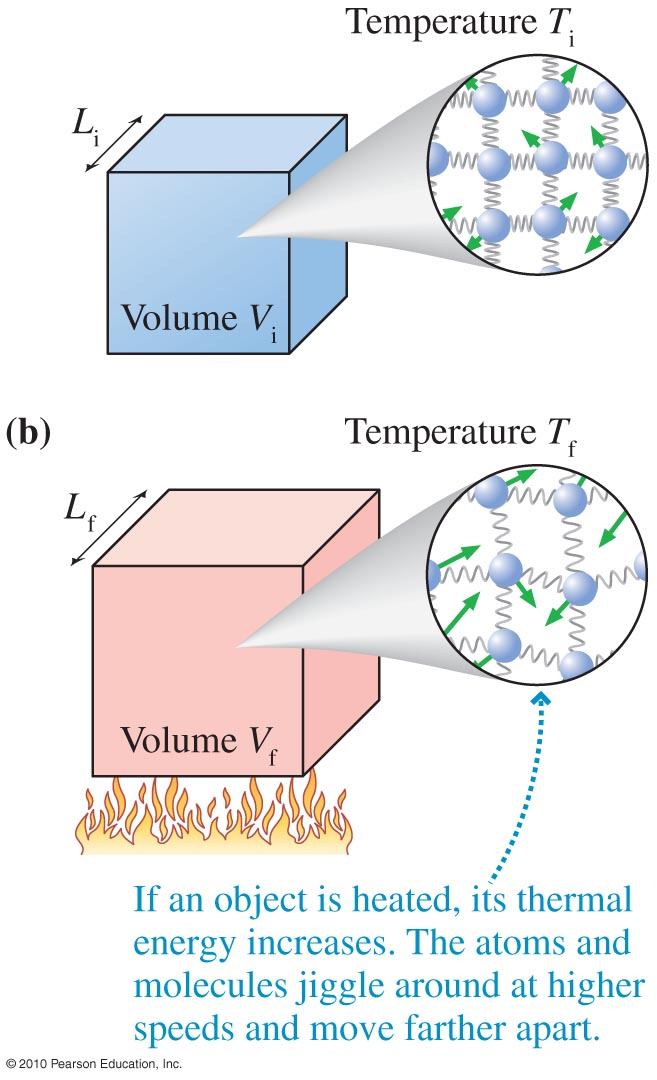 Temperature Ti
Li
Volume Vi
(b)
Temperature Tf
Lf
Volume Vf
If an object is heated, its thermal
energy increases. The atoms and
molecules jiggle around at higher
speeds and move farther apart.
© 2010 Pearson Education, Inc.